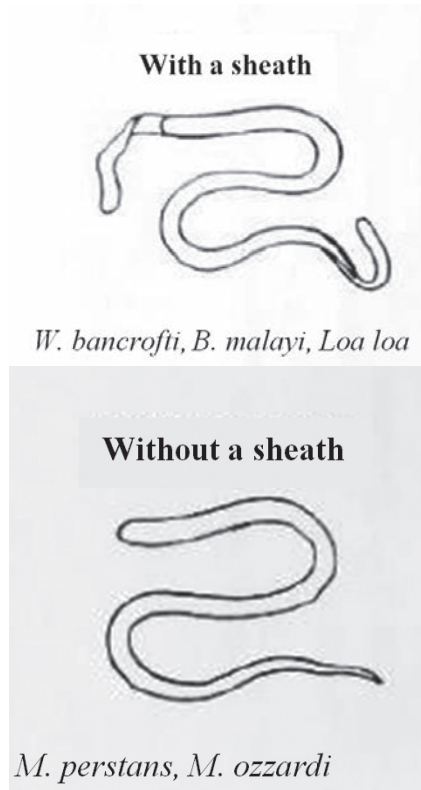 With a sheath
W. bancrofti, B. malayi, Loa loa
Without a sheath
M. perstans, M. ozzardi